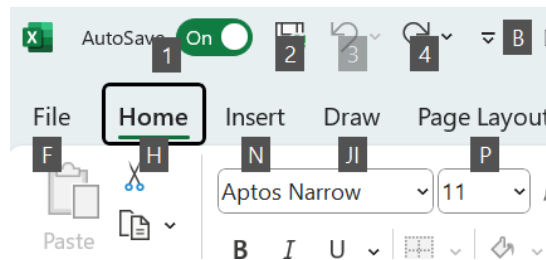 AutoSave On
1 2 3 4 B
File Home Insert Draw Page Layout
F H N JI P
Aptos Narrow 11
Paste B I U